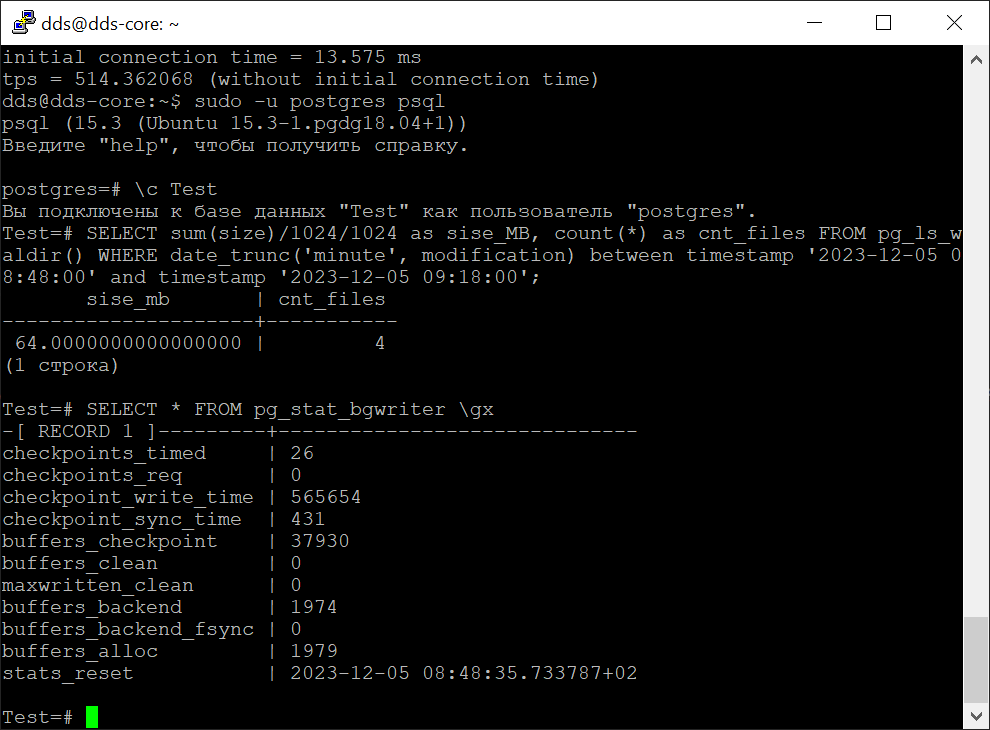 dds@dds-core: ~
initial connection time = 13.575 ms
tps = 514.362068 (without initial connection time)
dds@dds-core:~$ sudo -u postgres psql
psql (15.3 (Ubuntu 15.3-1.pgdg18.04+1))
Введите "help", чтобы получить справку.
postgres=# \c Test
Вы подключены к базе данных "Test" как пользователь "postgres".
Test=# SELECT sum(size)/1024/1024 as sise_MB, count(*) as cnt_files FROM pg_ls_w
aldir() WHERE date_trunc('minute', modification) between timestamp '2023-12-05 0
8:48:00' and timestamp '2023-12-05 09:18:00';
       sise_mb       | cnt_files
---------------------+-----------
 64.0000000000000000 |         4
(1 строка)
Test=# SELECT * FROM pg_stat_bgwriter \gx
-[ RECORD 1 ]---------+------------------------------
checkpoints_timed     | 26
checkpoints_req       | 0
checkpoint_write_time | 565654
checkpoint_sync_time  | 431
buffers_checkpoint    | 37930
buffers_clean         | 0
maxwritten_clean      | 0
buffers_backend       | 1974
buffers_backend_fsync | 0
buffers_alloc         | 1979
stats_reset           | 2023-12-05 08:48:35.733787+02
Test=#